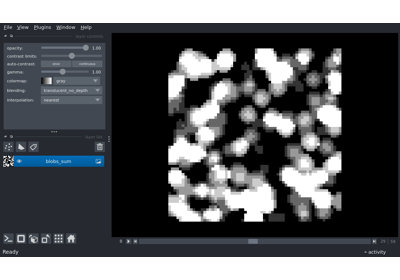 File View Plugins Window Help
opacity: 1.00
contrast limits:
auto-contrast: once continuous
gamma: 1.00
colormap: gray
blending: translucent_no_depth
interpolation: nearest
blobs_sum
Ready
activity